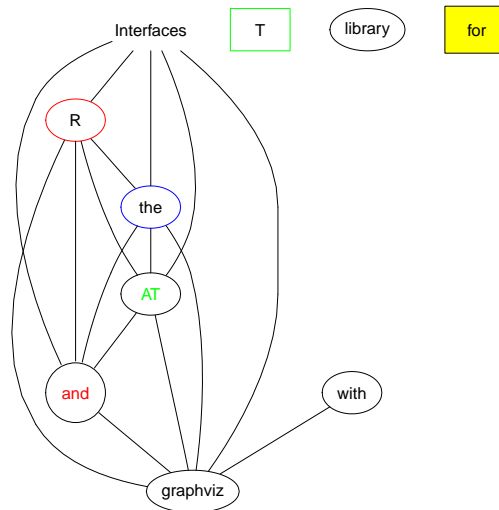 Interfaces
T
library
for
R
the
AT
and
with
graphviz